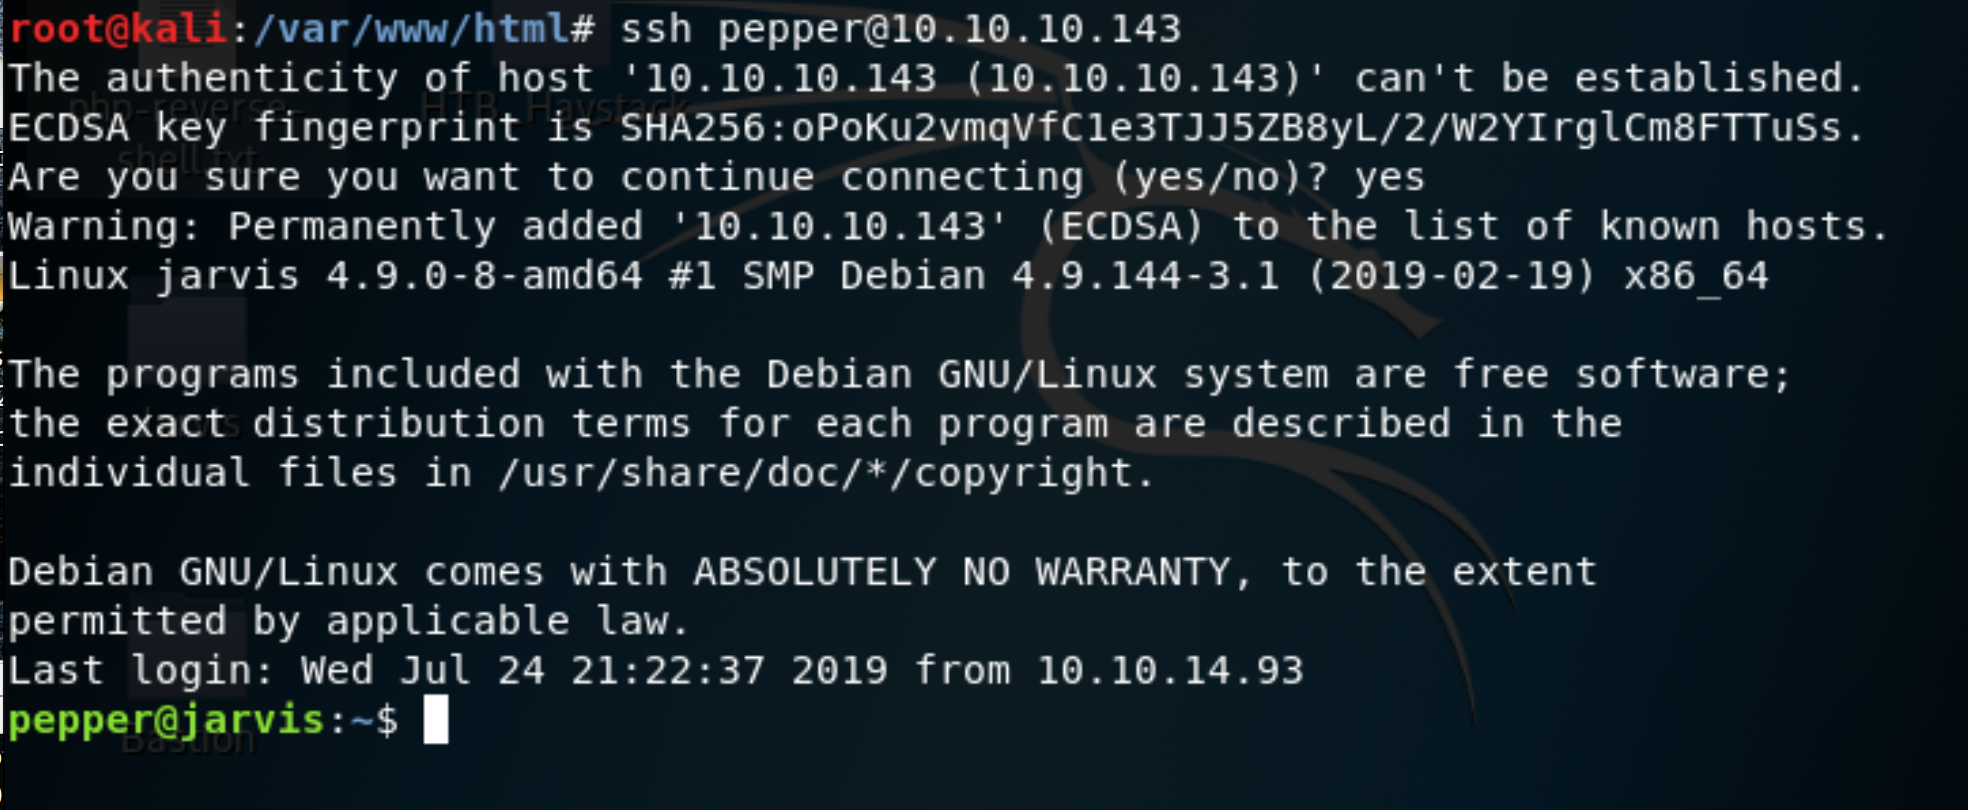 root@kali:/var/www/html# ssh pepper@10.10.10.143
The authenticity of host '10.10.10.143 (10.10.10.143)' can't be established.
ECDSA key fingerprint is SHA256:oPoKu2vmqVfC1e3TJJ5ZB8yL/2/W2YIrglCm8FTTuSs.
Are you sure you want to continue connecting (yes/no)? yes
Warning: Permanently added '10.10.10.143' (ECDSA) to the list of known hosts.
Linux jarvis 4.9.0-8-amd64 #1 SMP Debian 4.9.144-3.1 (2019-02-19) x86_64
The programs included with the Debian GNU/Linux system are free software;
the exact distribution terms for each program are described in the
individual files in /usr/share/doc/*/copyright.
Debian GNU/Linux comes with ABSOLUTELY NO WARRANTY, to the extent
permitted by applicable law.
Last login: Wed Jul 24 21:22:37 2019 from 10.10.14.93
pepper@jarvis:~$
php-reverse-
shell.txt
HTB_Haystack
Bastion